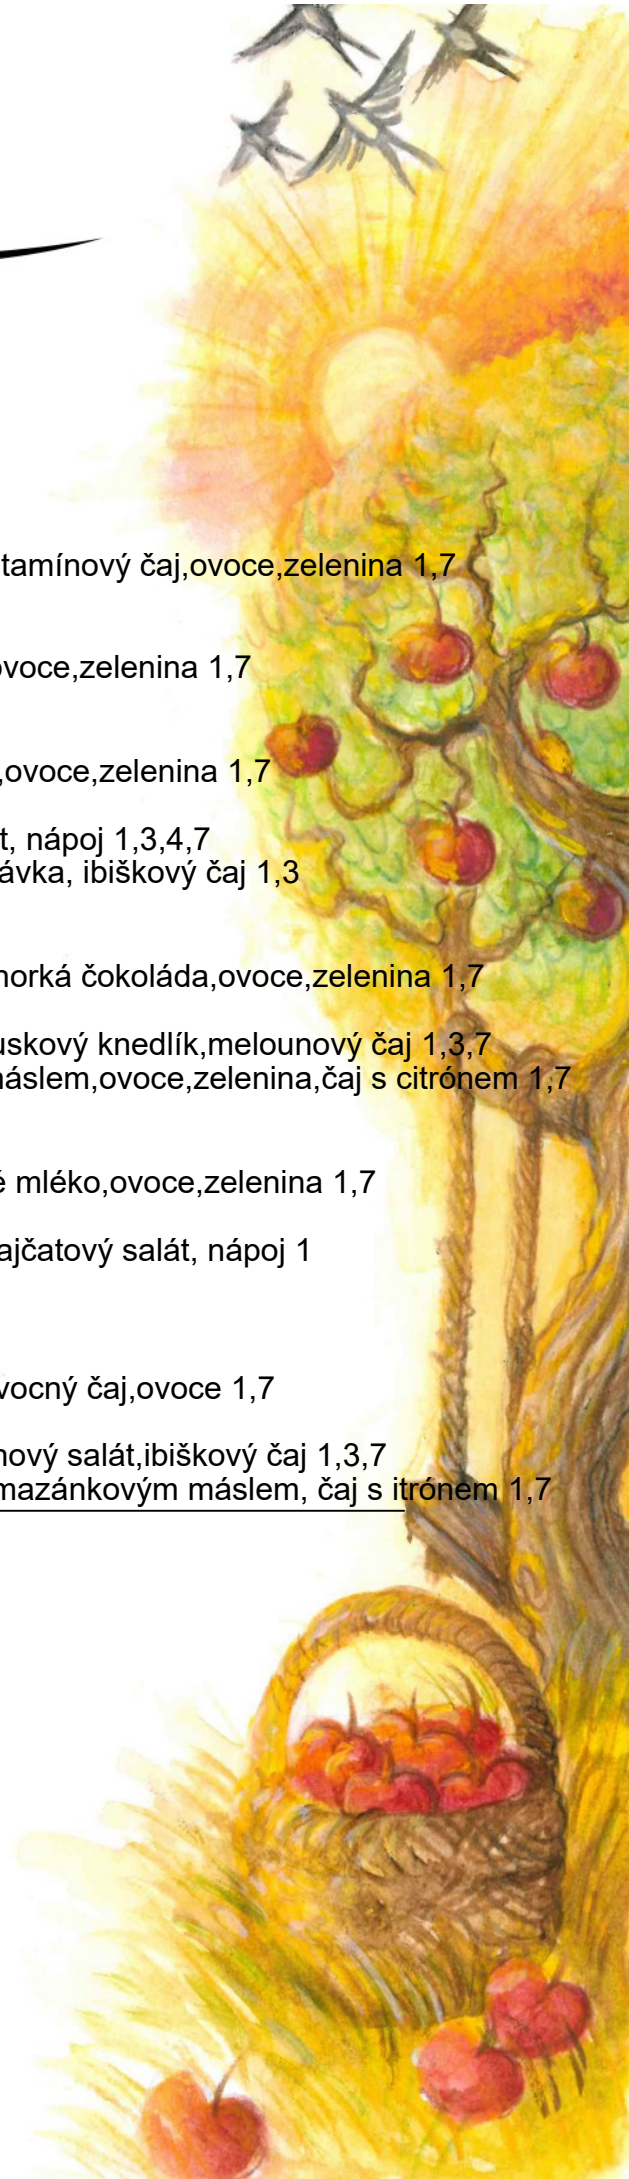 tamínový čaj,ovoce,zelenina 1,7
ovoce,zelenina 1,7
,ovoce,zelenina 1,7
t, nápoj 1,3,4,7
ávka, ibiškový čaj 1,3
horká čokoláda,ovoce,zelenina 1,7
uskový knedlík,melounový čaj 1,3,7
máslem,ovoce,zelenina,čaj s citrónem 1,7
é mléko,ovoce,zelenina 1,7
ajčatový salát, nápoj 1
vocný čaj,ovoce 1,7
nový salát,ibiškový čaj 1,3,7
mazánkovým máslem, čaj s itrónem 1,7